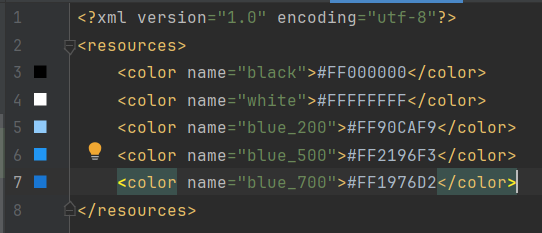 1 <?xml version="1.0" encoding="utf-8"?>
2 <resources>
3 <color name="black">#FF000000</color>
4 <color name="white">#FFFFFFFF</color>
5 <color name="blue_200">#FF90CAF9</color>
6 <color name="blue_500">#FF2196F3</color>
7 <color name="blue_700">#FF1976D2</color>
8 </resources>